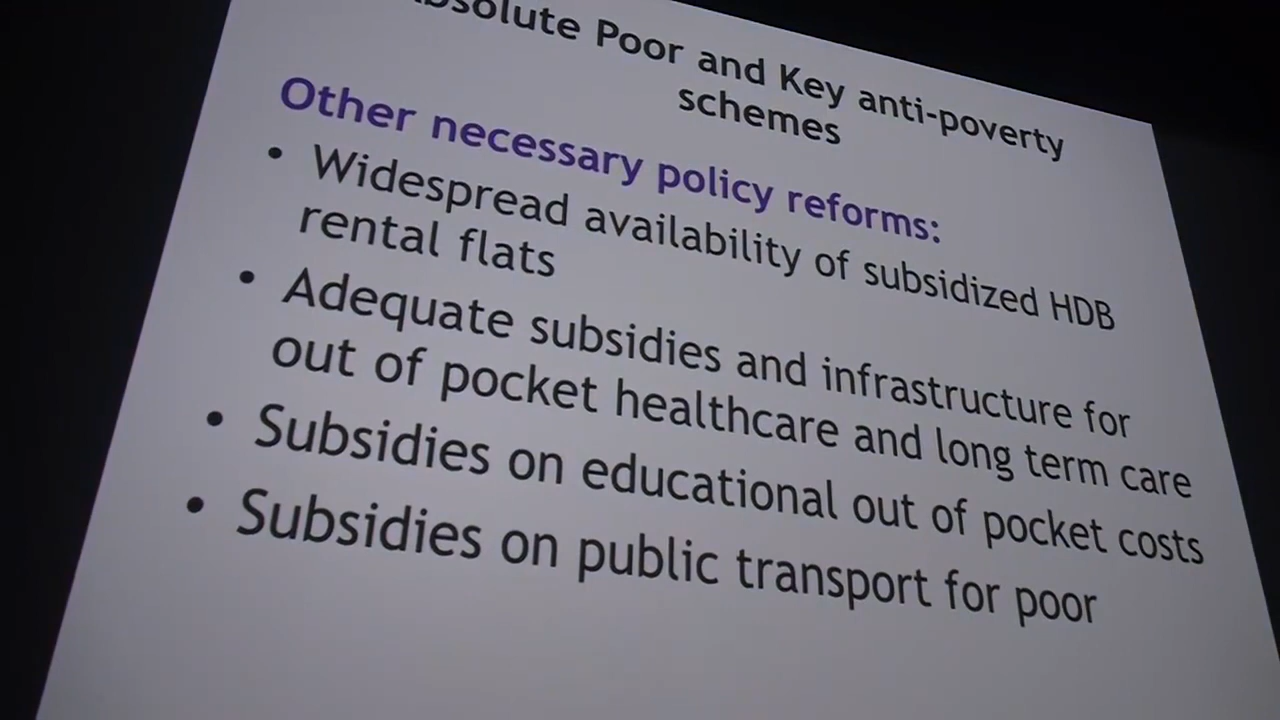 Poor and Key anti-poverty
schemes
Other necessary policy reforms:
• Widespread availability of subsidized HDB
rental flats
• Adequate subsidies and infrastructure for
out of pocket healthcare and long term care
• Subsidies on educational out of pocket costs
• Subsidies on public transport for poor